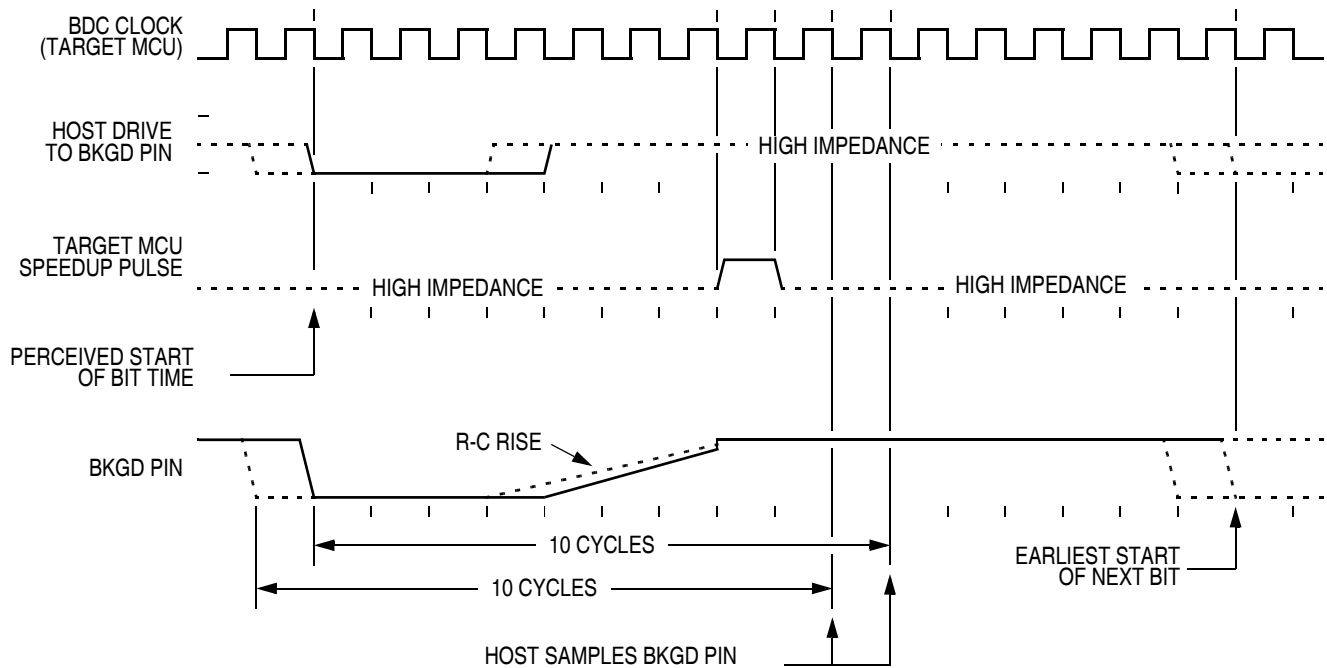 BDC CLOCK
(TARGET MCU)
HOST DRIVE
TO BKGD PIN
HIGH IMPEDANCE
TARGET MCU
SPEEDUP PULSE
HIGH IMPEDANCE
HIGH IMPEDANCE
PERCEIVED START
OF BIT TIME
R-C RISE
BKGD PIN
10 CYCLES
10 CYCLES
EARLIEST START
OF NEXT BIT
HOST SAMPLES BKGD PIN